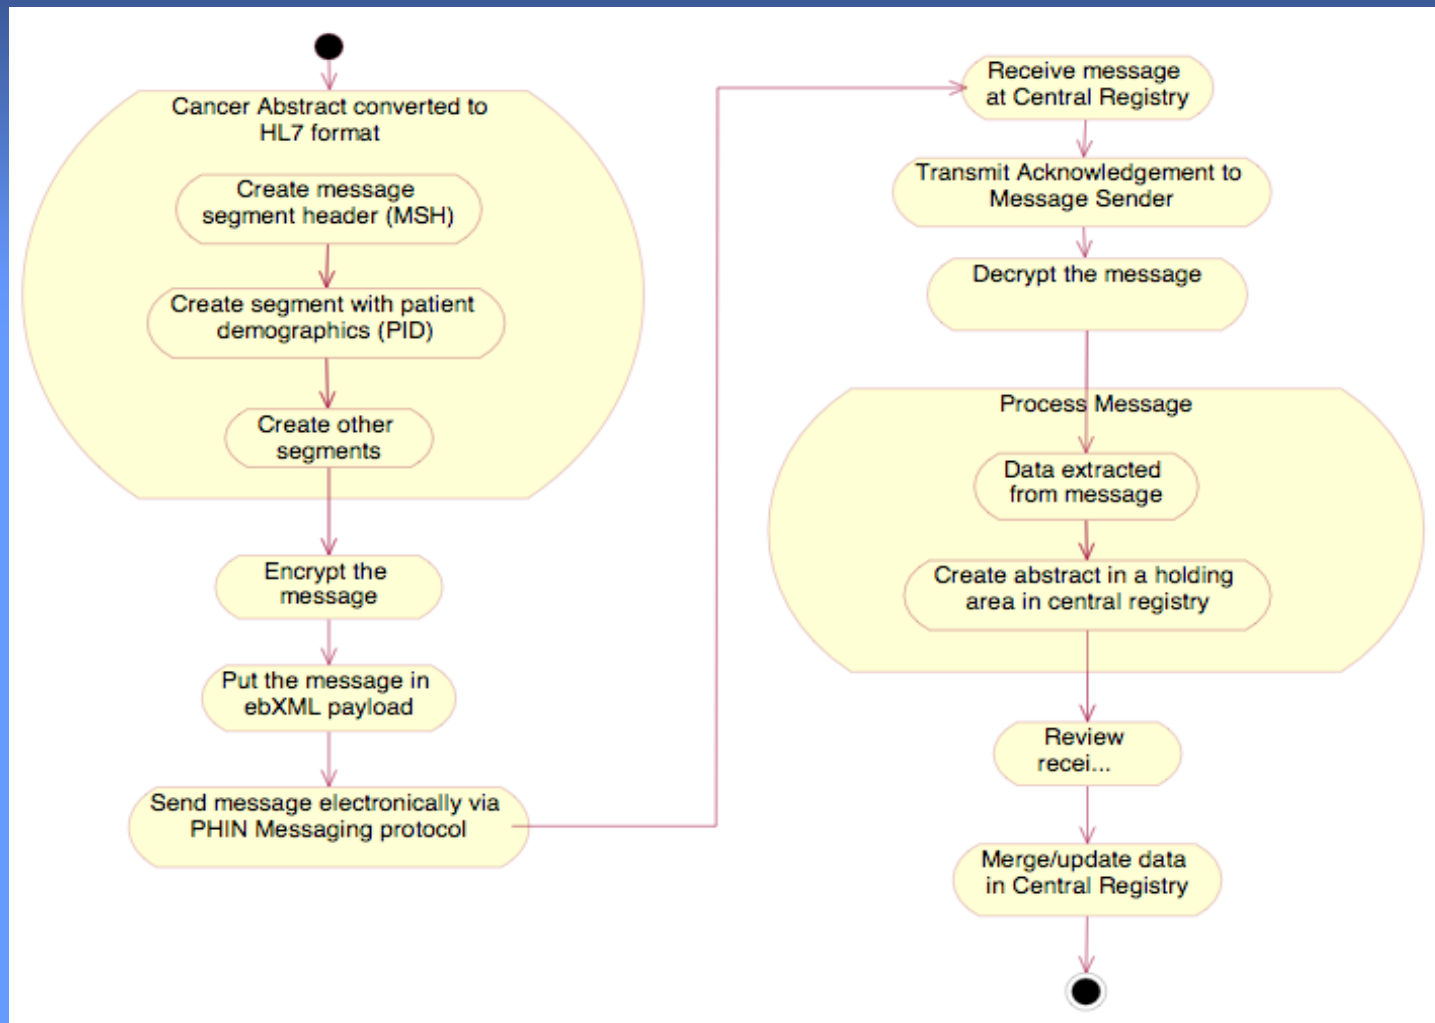 Cancer Abstract converted to
HL7 format
Create message
segment header (MSH)
Create segment with patient
demographics (PID)
Create other
segments
Encrypt the
message
Put the message in
ebXML payload
Send message electronically via
PHIN Messaging protocol
Receive message
at Central Registry
Transmit Acknowledgement to
Message Sender
Decrypt the message
Process Message
Data extracted
from message
Create abstract in a holding
area in central registry
Review
recei...
Merge/update data
in Central Registry